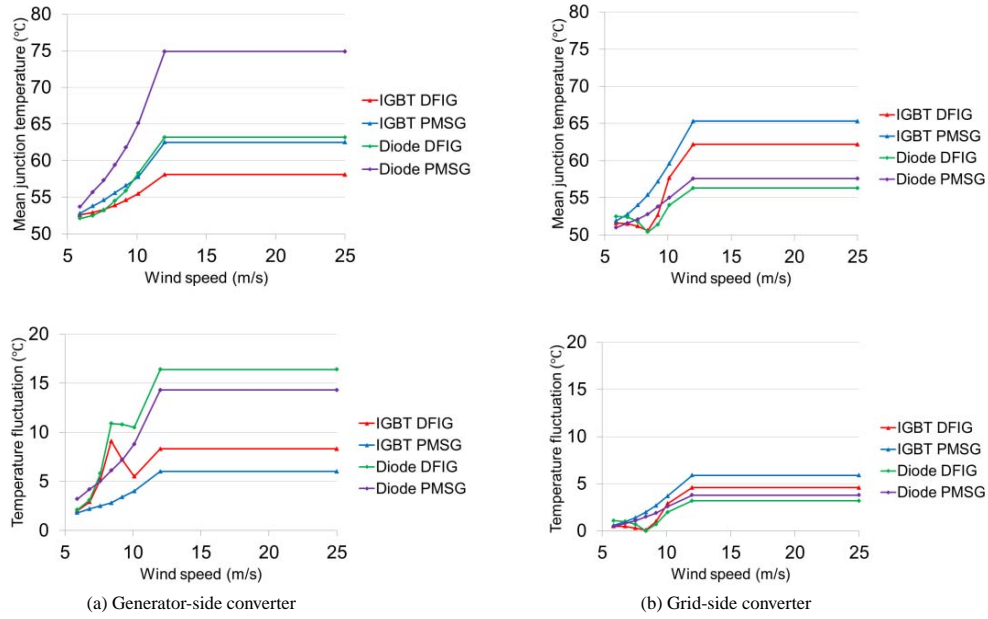 Mean junction temperature (°C)
80
75
70
65
60
55
50
5 10 15 20 25
Wind speed (m/s)
IGBT DFIG
IGBT PMSG
Diode DFIG
Diode PMSG
Mean junction temperature (°C)
80
75
70
65
60
55
50
5 10 15 20 25
Wind speed (m/s)
IGBT DFIG
IGBT PMSG
Diode DFIG
Diode PMSG
Temperature fluctuation (°C)
20
15
10
5
0
5 10 15 20 25
Wind speed (m/s)
IGBT DFIG
IGBT PMSG
Diode DFIG
Diode PMSG
Temperature fluctuation (°C)
20
15
10
5
0
5 10 15 20 25
Wind speed (m/s)
IGBT DFIG
IGBT PMSG
Diode DFIG
Diode PMSG
(a) Generator-side converter
(b) Grid-side converter